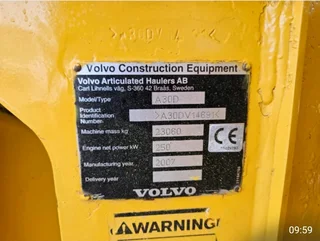 Volvo Construction Equipment
Volvo Articulated Haulers AB
Carl Lihnells väg, S-360 42 Braås, Sweden
Model/Type A30D
Product Identification Number
Machine mass kg 23060
Engine net power kW 250
Manufacturing year 2007
Delivery year
CE
VOLVO
WARNING
09:59